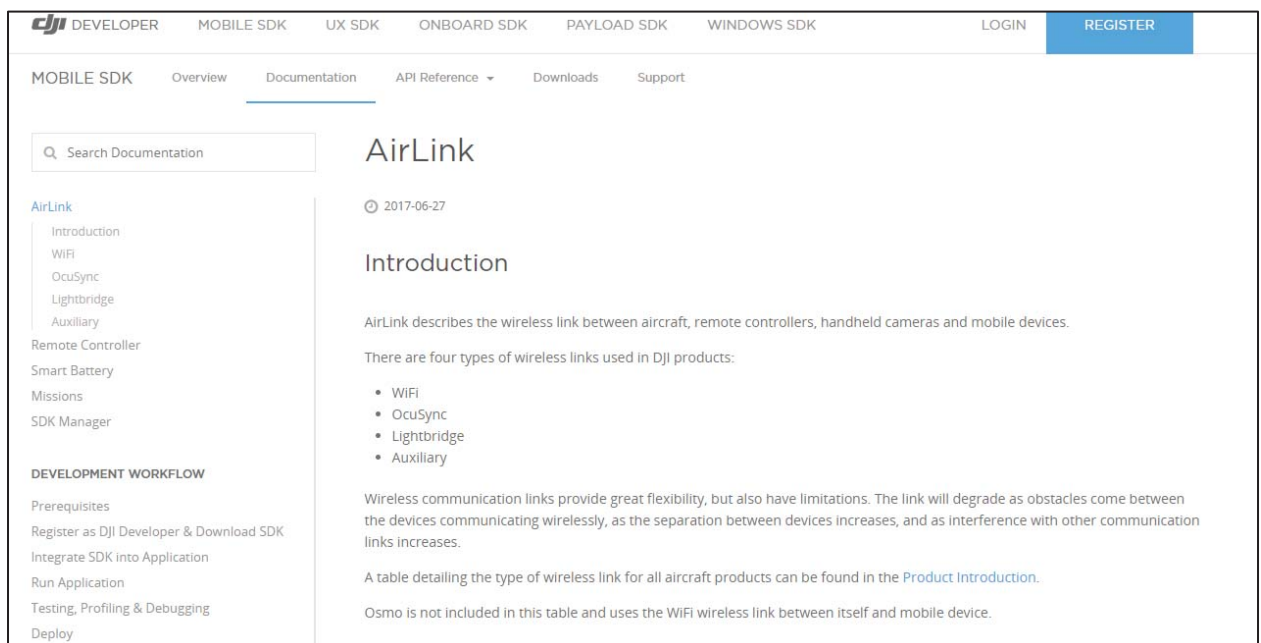 dji DEVELOPER MOBILE SDK UX SDK ONBOARD SDK PAYLOAD SDK WINDOWS SDK LOGIN REGISTER
MOBILE SDK Overview Documentation API Reference Downloads Support
Search Documentation
AirLink
Introduction
WiFi
OcuSync
Lightbridge
Auxiliary
Remote Controller
Smart Battery
Missions
SDK Manager
DEVELOPMENT WORKFLOW
Prerequisites
Register as DJI Developer & Download SDK
Integrate SDK into Application
Run Application
Testing, Profiling & Debugging
Deploy
AirLink
2017-06-27
Introduction
AirLink describes the wireless link between aircraft, remote controllers, handheld cameras and mobile devices.
There are four types of wireless links used in DJI products:
• WiFi
• OcuSync
• Lightbridge
• Auxiliary
Wireless communication links provide great flexibility, but also have limitations. The link will degrade as obstacles come between
the devices communicating wirelessly, as the separation between devices increases, and as interference with other communication
links increases.
A table detailing the type of wireless link for all aircraft products can be found in the Product Introduction.
Osmo is not included in this table and uses the WiFi wireless link between itself and mobile device.